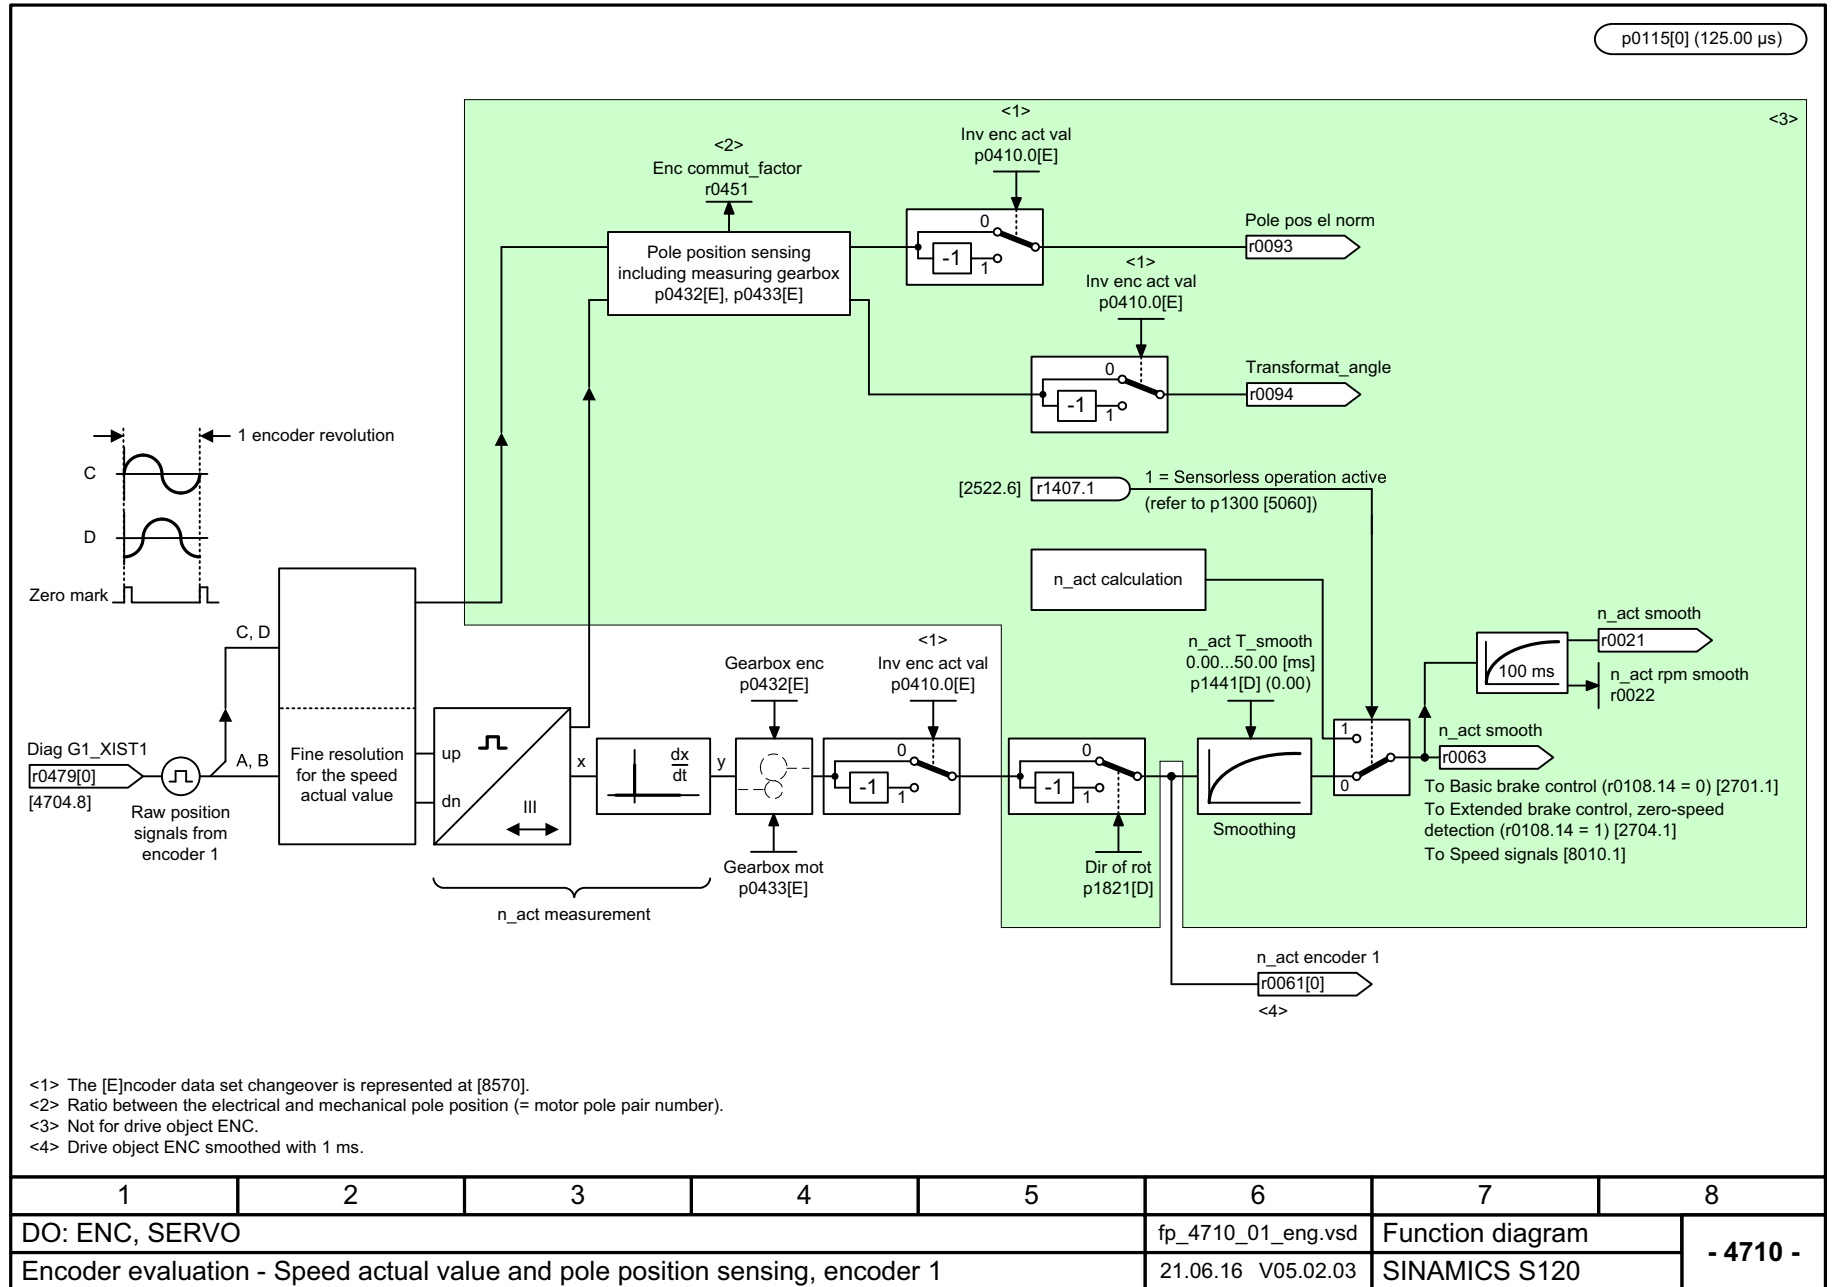 p0115[0] (125.00 µs)
<3>
<1>
Inv enc act val
p0410.0[E]
<2>
Enc commut_factor
r0451
0
-1
1
Pole pos el norm
r0093
Pole position sensing
including measuring gearbox
p0432[E], p0433[E]
<1>
Inv enc act val
p0410.0[E]
0
-1
1
Transformat_angle
r0094
1 encoder revolution
C
D
Zero mark
[2522.6]
r1407.1
1 = Sensorless operation active
(refer to p1300 [5060])
n_act calculation
C, D
A, B
Diag G1_XIST1
r0479[0]
[4704.8]
Raw position
signals from
encoder 1
Fine resolution
for the speed
actual value
up
dn
III
x
dx
dt
y
n_act measurement
Gearbox enc
p0432[E]
Gearbox mot
p0433[E]
<1>
Inv enc act val
p0410.0[E]
0
-1
1
0
-1
1
Dir of rot
p1821[D]
n_act T_smooth
0.00...50.00 [ms]
p1441[D] (0.00)
Smoothing
1
0
100 ms
n_act smooth
r0021
n_act rpm smooth
r0022
n_act smooth
r0063
To Basic brake control (r0108.14 = 0) [2701.1]
To Extended brake control, zero-speed
detection (r0108.14 = 1) [2704.1]
To Speed signals [8010.1]
n_act encoder 1
r0061[0]
<4>
<1> The [E]ncoder data set changeover is represented at [8570].
<2> Ratio between the electrical and mechanical pole position (= motor pole pair number).
<3> Not for drive object ENC.
<4> Drive object ENC smoothed with 1 ms.
1 2 3 4 5 6 7 8
DO: ENC, SERVO
fp_4710_01_eng.vsd
Function diagram
- 4710 -
Encoder evaluation - Speed actual value and pole position sensing, encoder 1
21.06.16 V05.02.03
SINAMICS S120